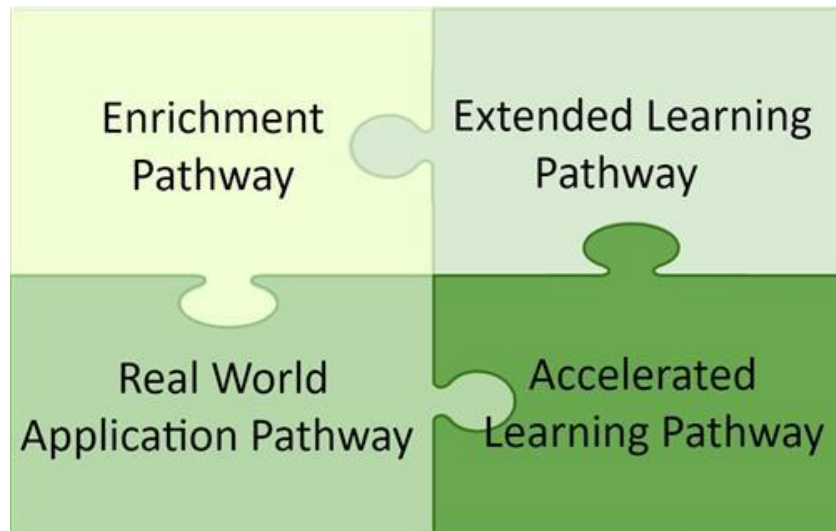 Enrichment
Pathway
Extended Learning
Pathway
Real World
Application Pathway
Accelerated
Learning Pathway